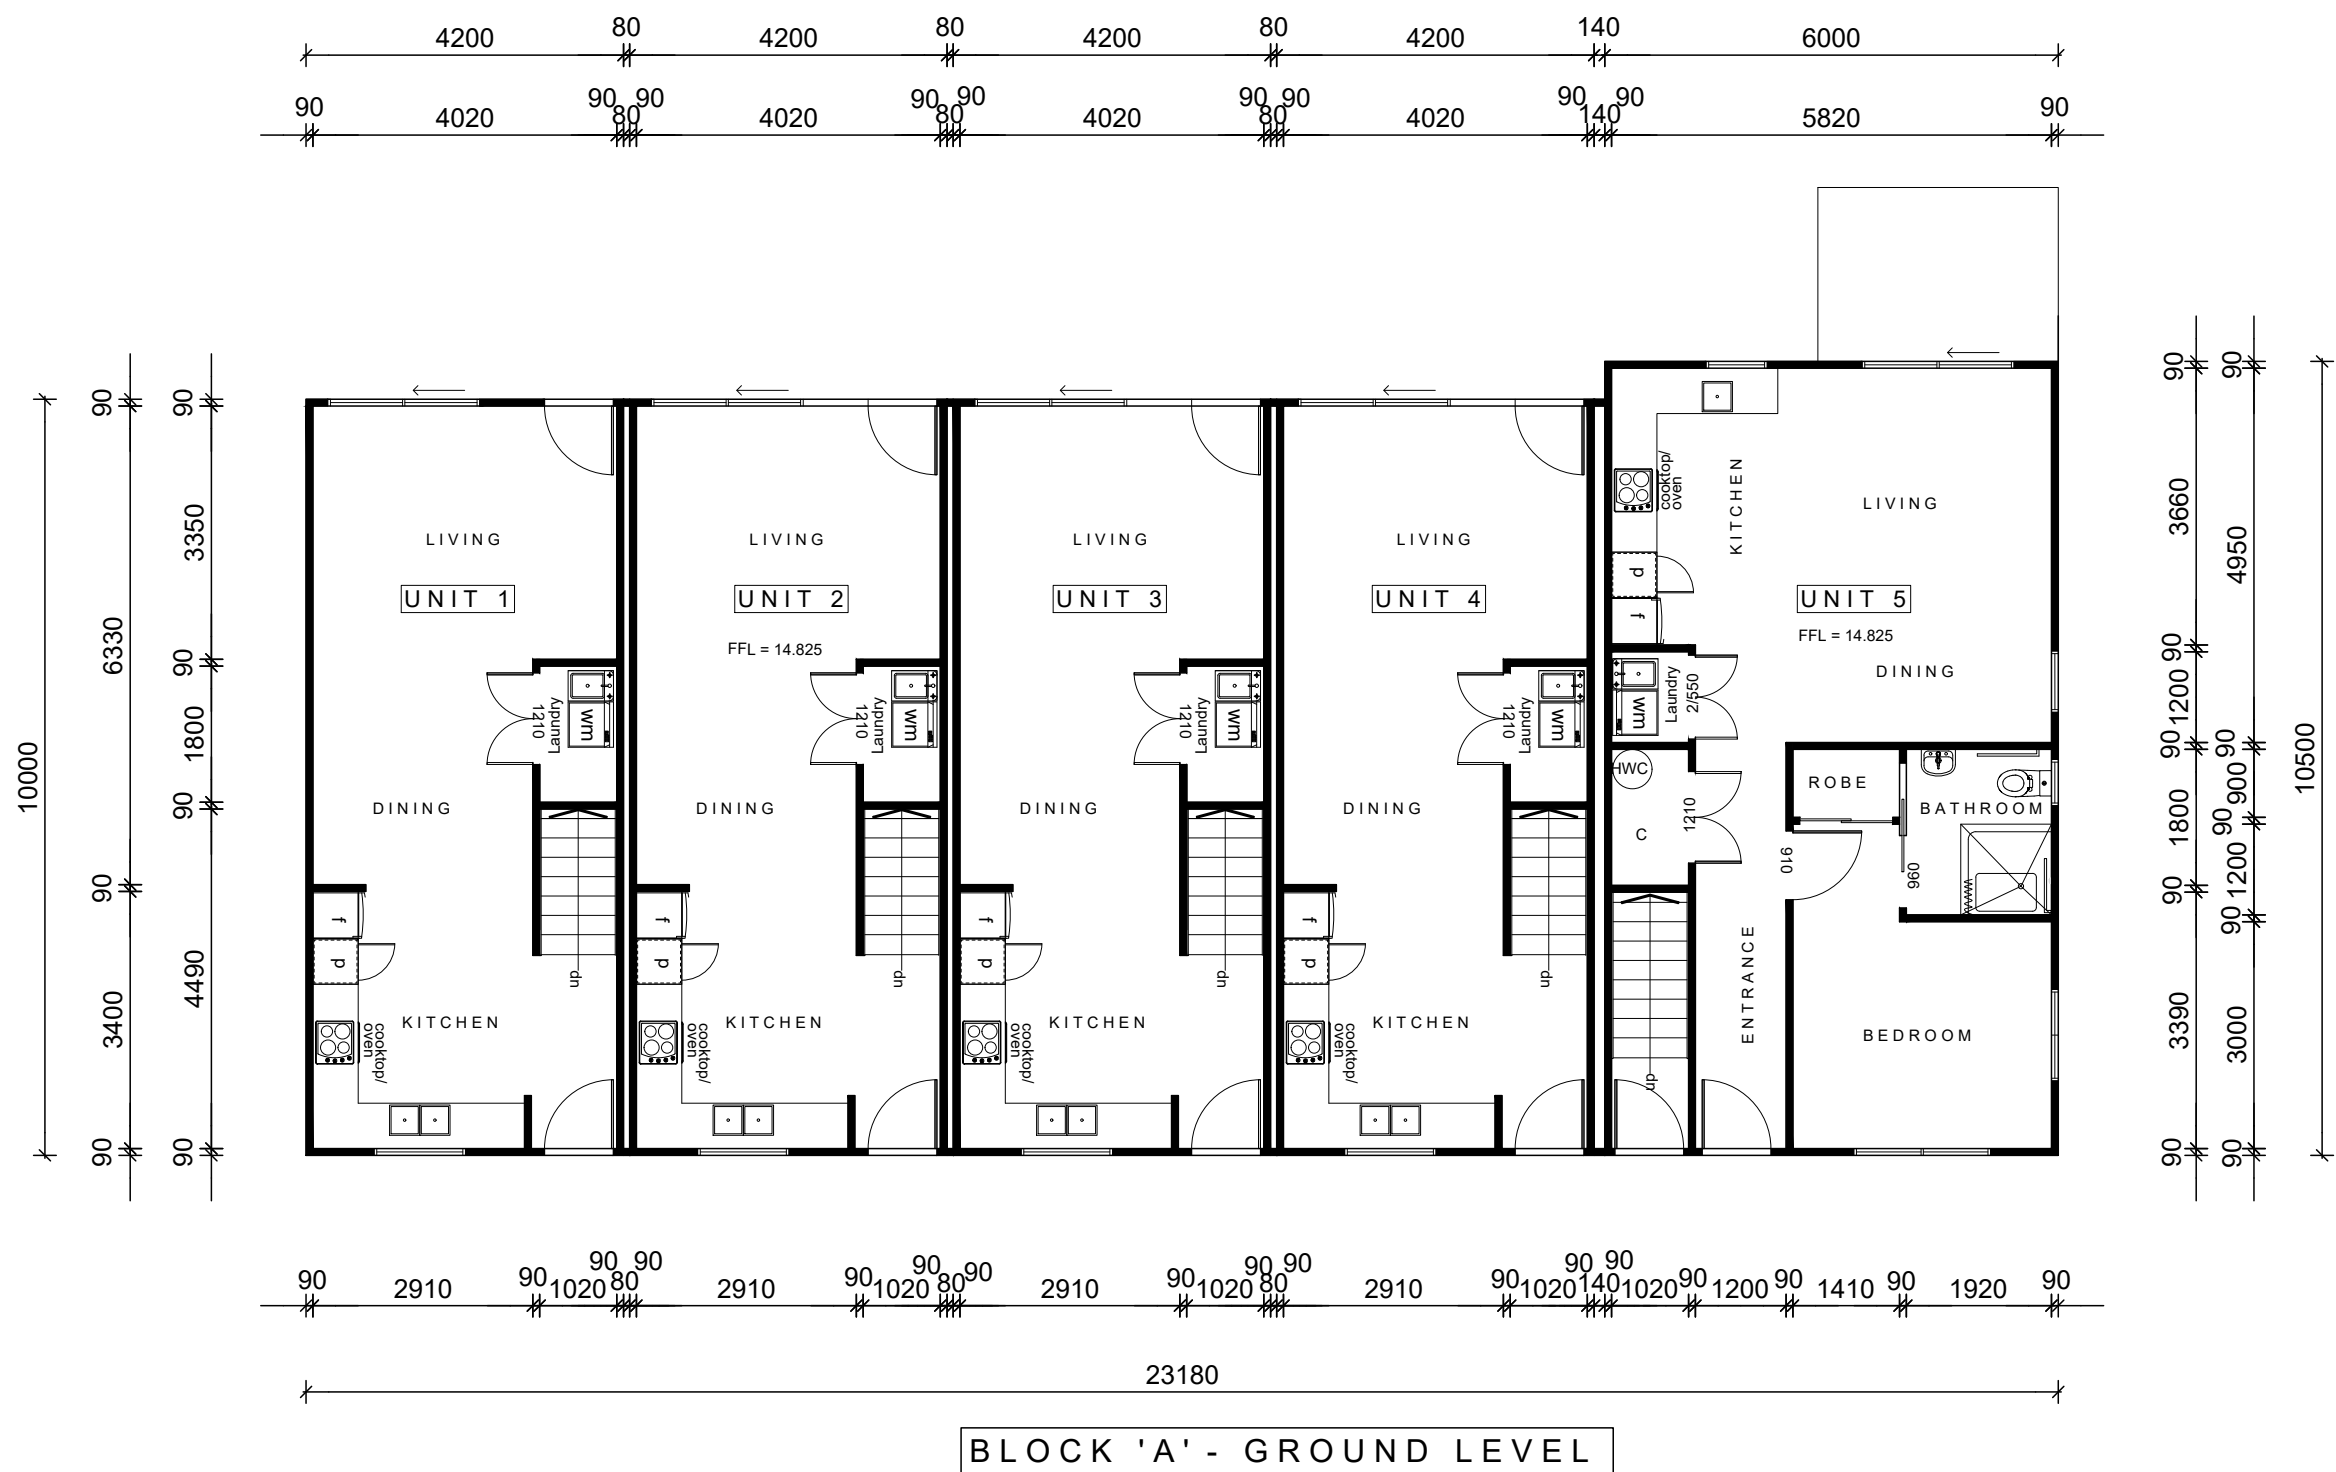 4200 80 4200 80 4200 80 4200 140 6000
90 4020 90 80 90 4020 90 80 90 4020 90 80 90 4020 90 140 90 5820 90
10000
90 6330 90 3400 90
90 3350 90 1800 90 4490 90
LIVING
UNIT 1
1210
Laundry
wm
DINING
f
p
dn
KITCHEN
cooktop/
oven
LIVING
UNIT 2
FFL = 14.825
1210
Laundry
wm
DINING
f
p
dn
KITCHEN
cooktop/
oven
LIVING
UNIT 3
1210
Laundry
wm
DINING
f
p
dn
KITCHEN
cooktop/
oven
LIVING
UNIT 4
1210
Laundry
wm
DINING
f
p
dn
KITCHEN
cooktop/
oven
cooktop/
oven
KITCHEN
LIVING
p
f
UNIT 5
FFL = 14.825
DINING
Laundry
2/550
wm
HWC
C
1210
ROBE
BATHROOM
910
960
ENTRANCE
dn
BEDROOM
90 3660 90 1200 90 1800 90 3390 90
90 4950 90 900 90 1200 90 3000 90
10500
90 2910 90 1020 90 80 90 2910 90 1020 90 80 90 2910 90 1020 90 80 90 2910 90 1020 90 140 90 1020 90 1200 90 1410 90 1920 90
23180
BLOCK 'A' - GROUND LEVEL